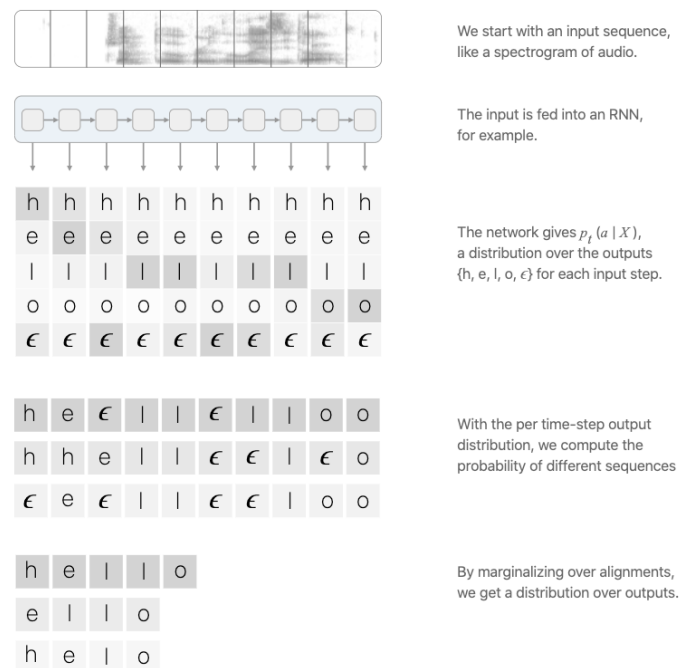 We start with an input sequence,
like a spectrogram of audio.
The input is fed into an RNN,
for example.
h h h h h h h h h h
e e e e e e e e e e
l l l l l l l l l l
o o o o o o o o o o
ϵ ϵ ϵ ϵ ϵ ϵ ϵ ϵ ϵ ϵ
The network gives pₜ (a | X),
a distribution over the outputs
{h, e, l, o, ϵ} for each input step.
h e ϵ l l ϵ l l o o
h h e l l ϵ ϵ l ϵ o
ϵ e ϵ l l ϵ ϵ l o o
With the per time-step output
distribution, we compute the
probability of different sequences
h e l l o
e l l o
h e l o
By marginalizing over alignments,
we get a distribution over outputs.